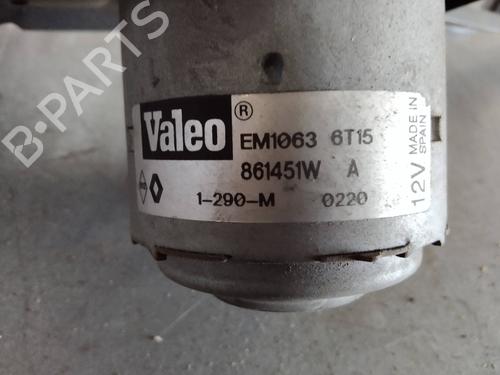 Valeo ® EM1063 6T15
861451W A
1-290-M 0220
12V MADE IN SPAIN
B-PARTS